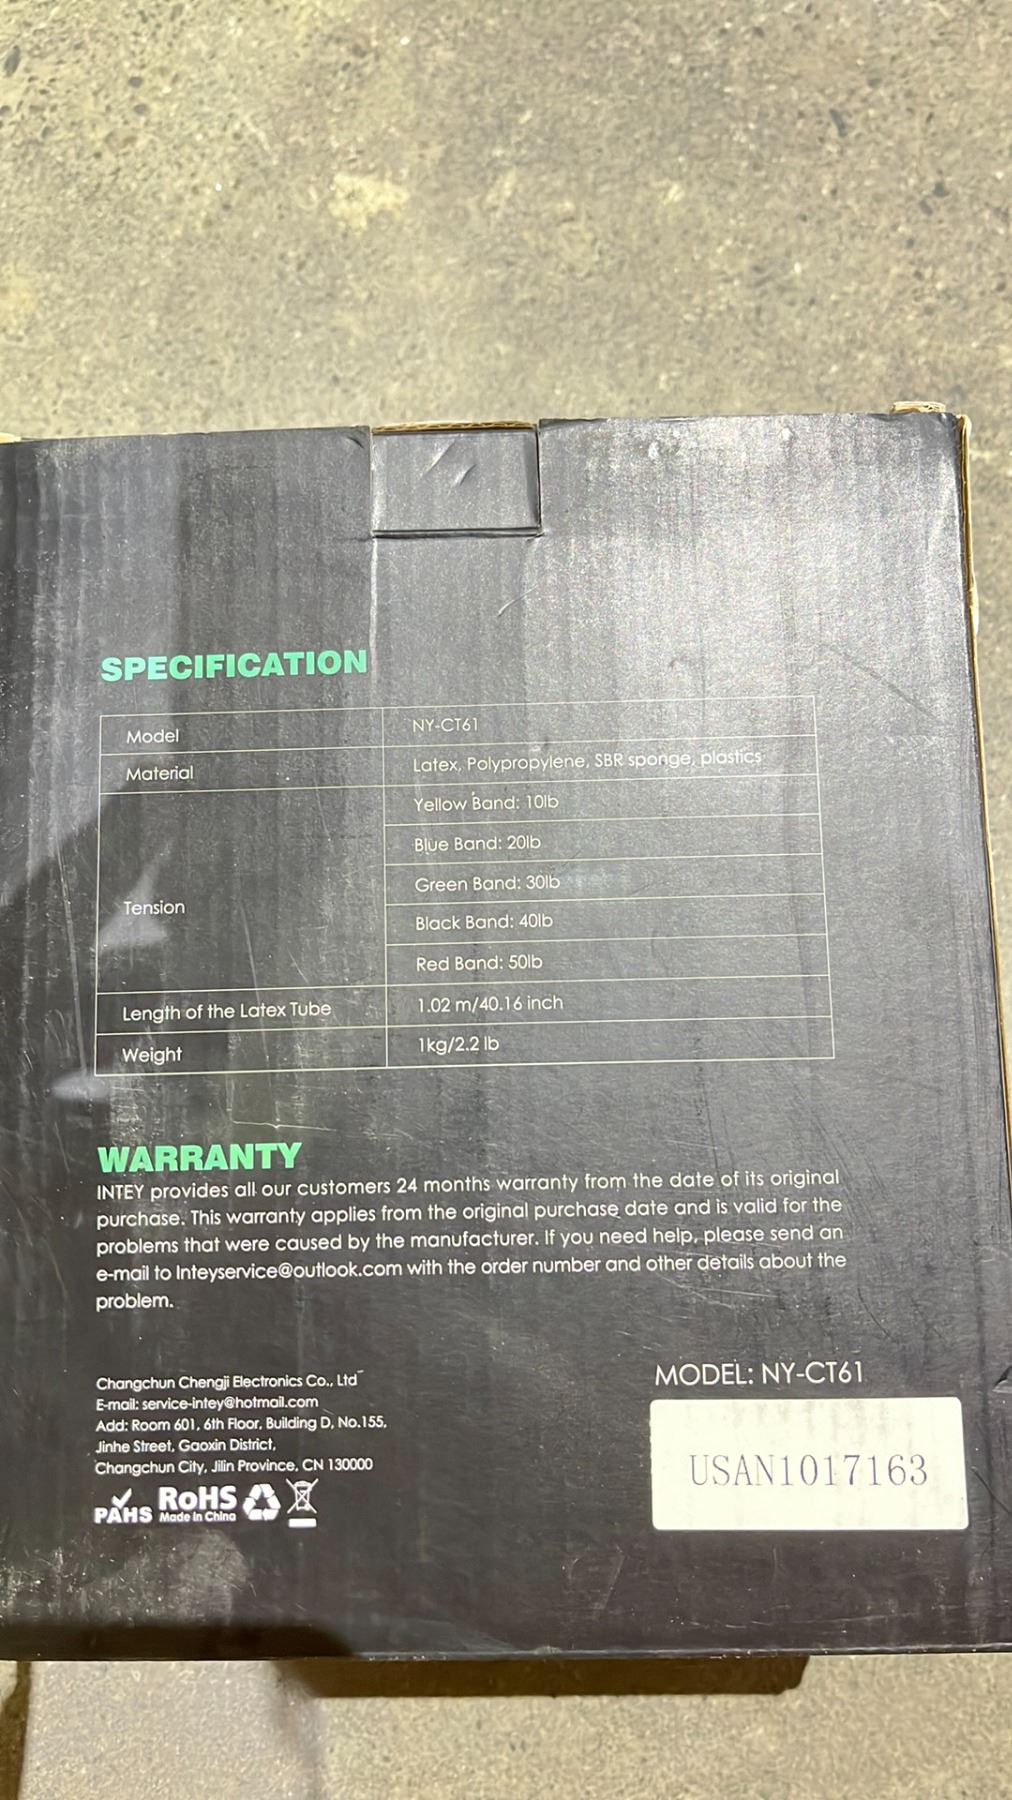 SPECIFICATION
Model NY-CT61
Material Latex, Polypropylene, SBR sponge, plastics
Tension
Yellow Band: 10lb
Blue Band: 20lb
Green Band: 30lb
Black Band: 40lb
Red Band: 50lb
Length of the Latex Tube 1.02 m/40.16 inch
Weight 1kg/2.2 lb
WARRANTY
INTEY provides all our customers 24 months warranty from the date of its original
purchase. This warranty applies from the original purchase date and is valid for the
problems that were caused by the manufacturer. If you need help, please send an
e-mail to Inteyservice@outlook.com with the order number and other details about the
problem.
Changchun Chengji Electronics Co., Ltd
E-mail: service-intey@hotmail.com
Add: Room 601, 6th Floor, Building D, No.155,
Jinhe Street, Gaoxin District,
Changchun City, Jilin Province, CN 130000
PAHS RoHS
Made in China
MODEL: NY-CT61
USAN1017163